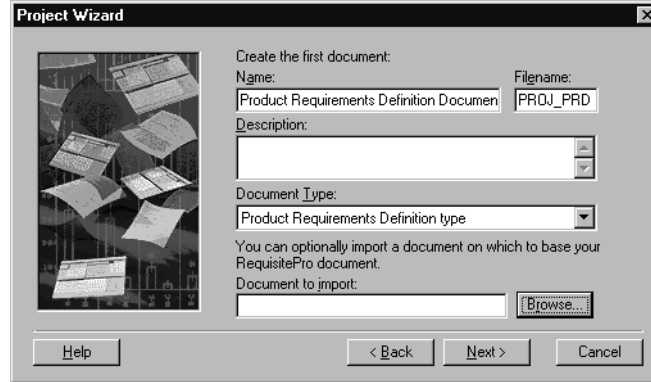 Project Wizard
Create the first document:
Name: Filename:
Product Requirements Definition Documen PROJ_PRD
Description:
Document Type:
Product Requirements Definition type
You can optionally import a document on which to base your
RequisitePro document.
Document to import:
Browse...
Help < Back Next > Cancel